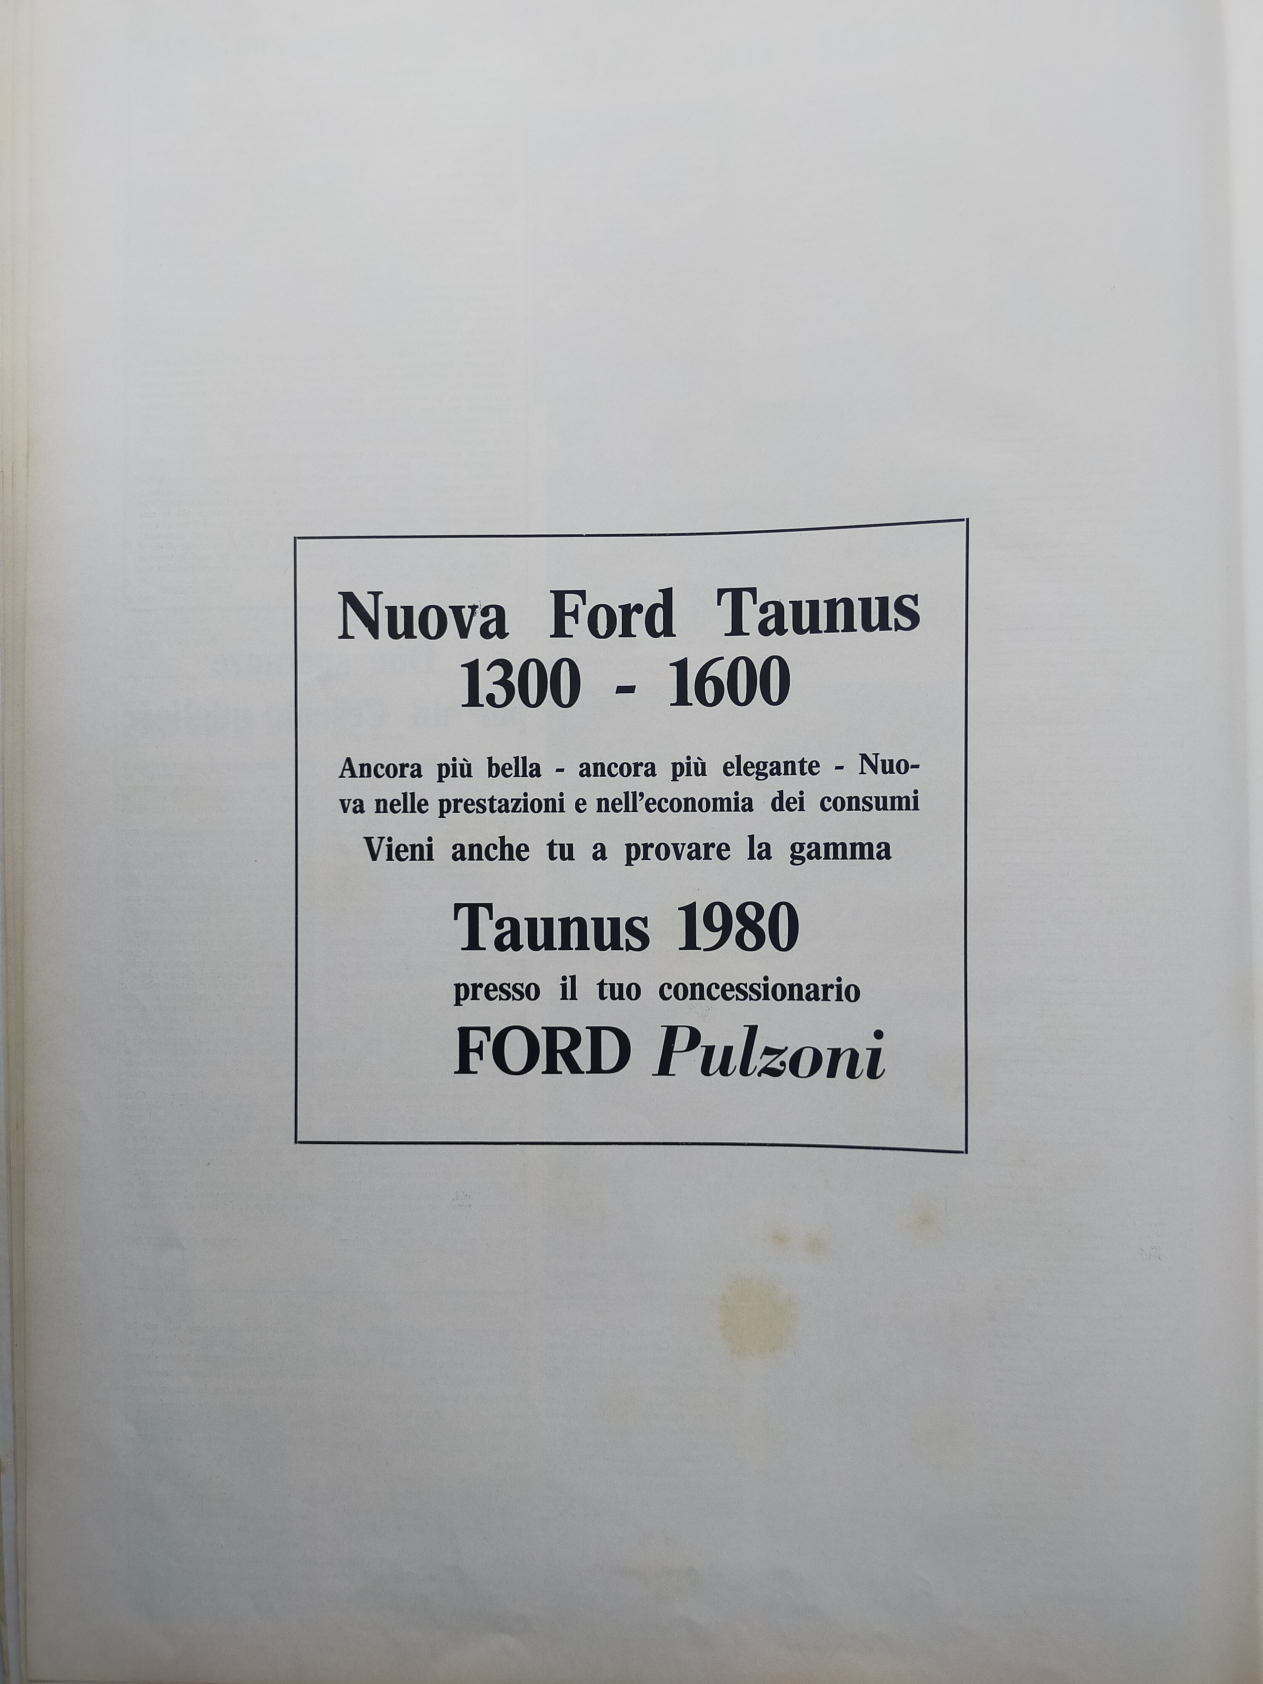 Nuova Ford Taunus
1300 - 1600
Ancora più bella - ancora più elegante - Nuo-
va nelle prestazioni e nell'economia dei consumi
Vieni anche tu a provare la gamma
Taunus 1980
presso il tuo concessionario
FORD Pulzoni